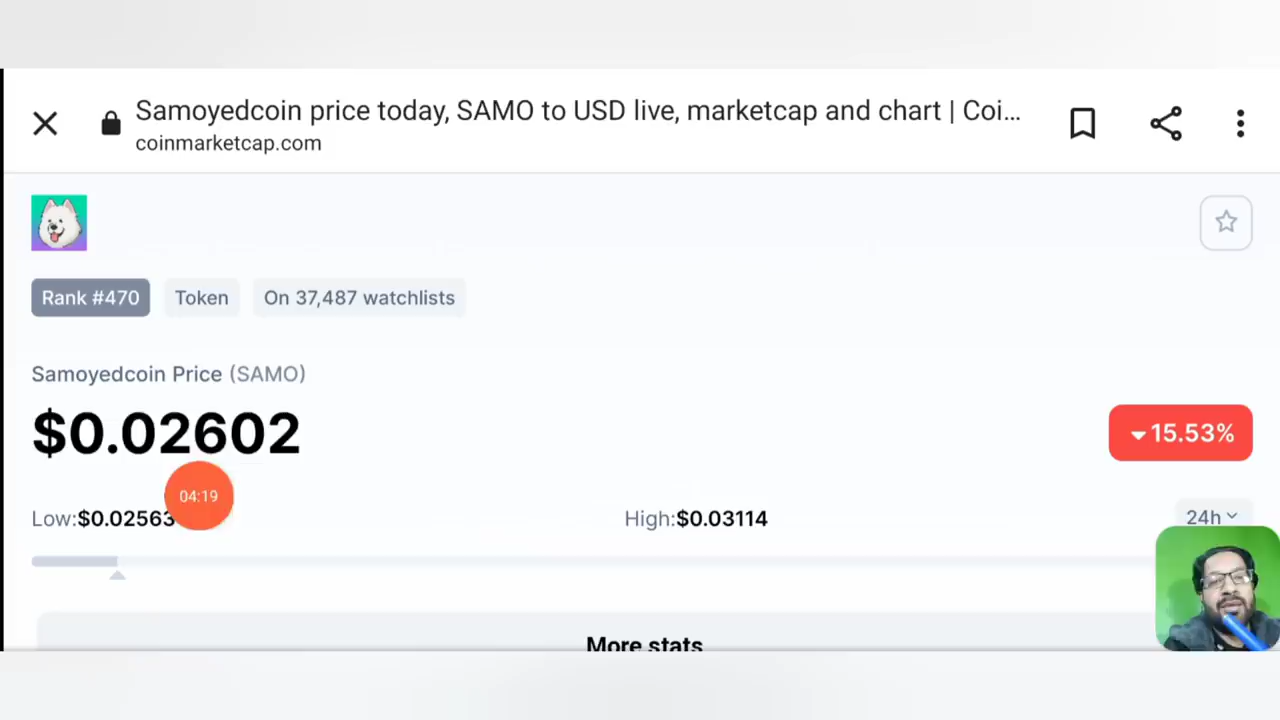 Samoyedcoin price today, SAMO to USD live, marketcap and chart | Coi...
coinmarketcap.com
Rank #470 Token On 37,487 watchlists
Samoyedcoin Price (SAMO)
$0.02602
15.53%
04:19
Low:$0.02563 High:$0.03114 24h
More stats